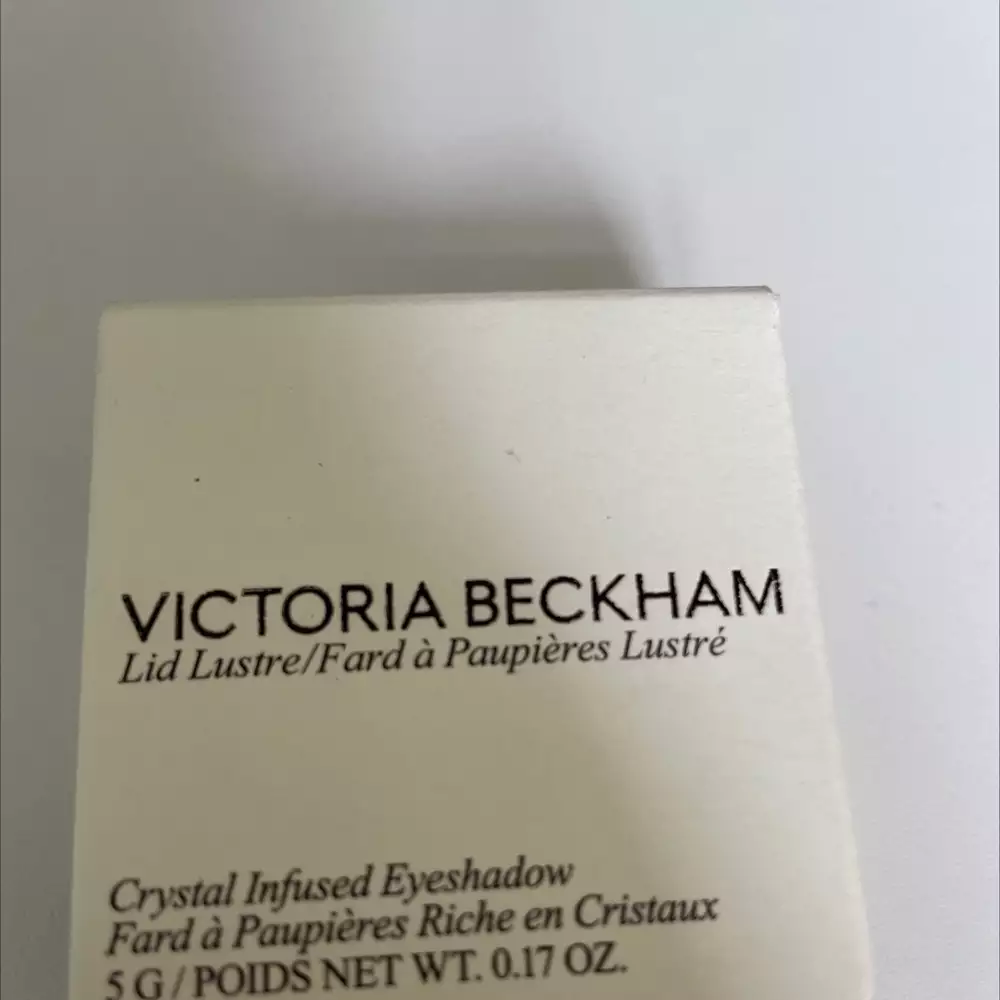 VICTORIA BECKHAM
Lid Lustre/Fard à Paupières Lustré
Crystal Infused Eyeshadow
Fard à Paupières Riche en Cristaux
5 G / POIDS NET WT. 0.17 OZ.